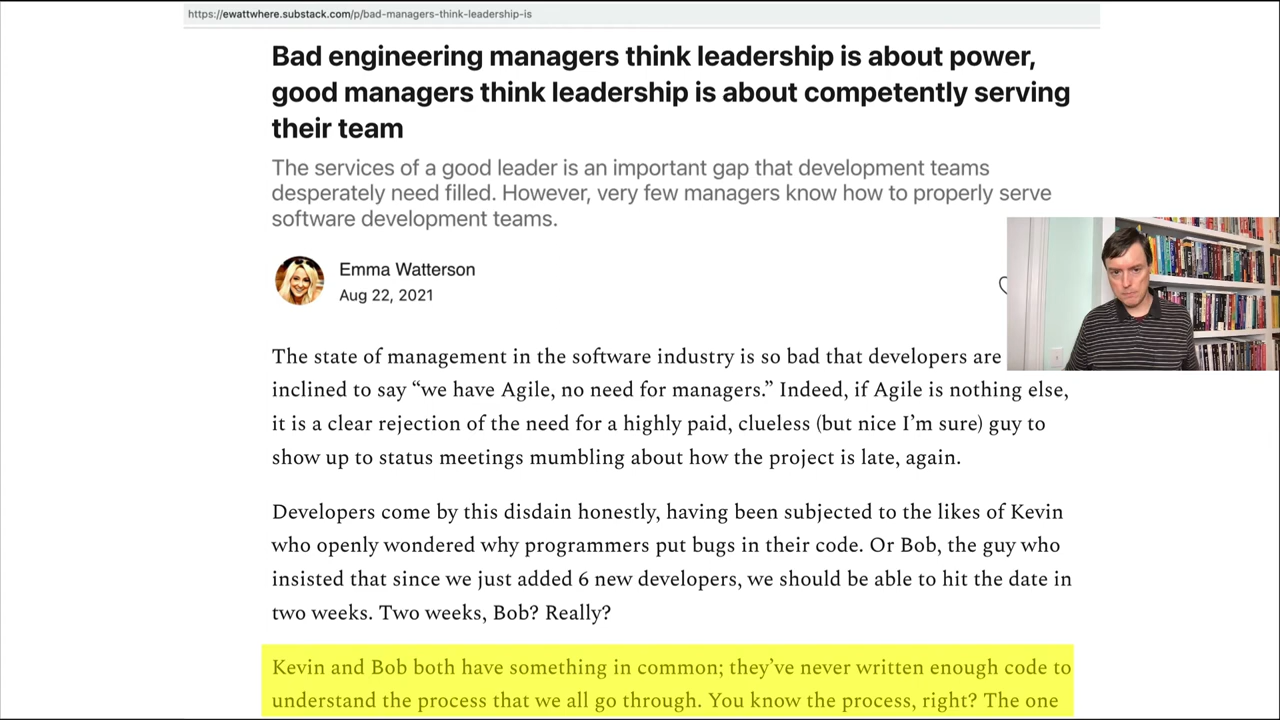 https://ewattwhere.substack.com/p/bad-managers-think-leadership-is
Bad engineering managers think leadership is about power,
good managers think leadership is about competently serving
their team
The services of a good leader is an important gap that development teams
desperately need filled. However, very few managers know how to properly serve
software development teams.
Emma Watterson
Aug 22, 2021
The state of management in the software industry is so bad that developers are
inclined to say “we have Agile, no need for managers.” Indeed, if Agile is nothing else,
it is a clear rejection of the need for a highly paid, clueless (but nice I’m sure) guy to
show up to status meetings mumbling about how the project is late, again.
Developers come by this disdain honestly, having been subjected to the likes of Kevin
who openly wondered why programmers put bugs in their code. Or Bob, the guy who
insisted that since we just added 6 new developers, we should be able to hit the date in
two weeks. Two weeks, Bob? Really?
Kevin and Bob both have something in common; they’ve never written enough code to
understand the process that we all go through. You know the process, right? The one